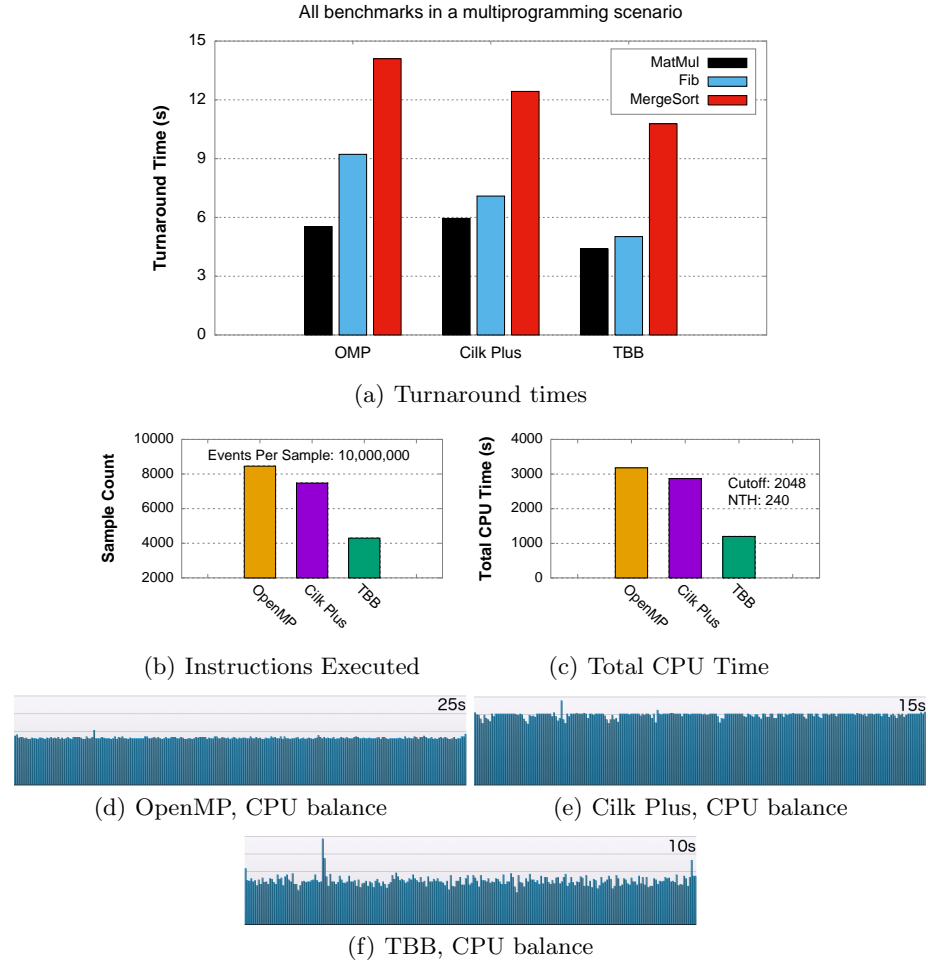 All benchmarks in a multiprogramming scenario
15
12
9
6
3
0
Turnaround Time (s)
MatMul
Fib
MergeSort
OMP Cilk Plus TBB
(a) Turnaround times
10000
8000
6000
4000
2000
Sample Count
Events Per Sample: 10,000,000
OpenMP Cilk Plus TBB
(b) Instructions Executed
4000
3000
2000
1000
0
Total CPU Time (s)
Cutoff: 2048
NTH: 240
OpenMP Cilk Plus TBB
(c) Total CPU Time
25s
(d) OpenMP, CPU balance
15s
(e) Cilk Plus, CPU balance
10s
(f) TBB, CPU balance